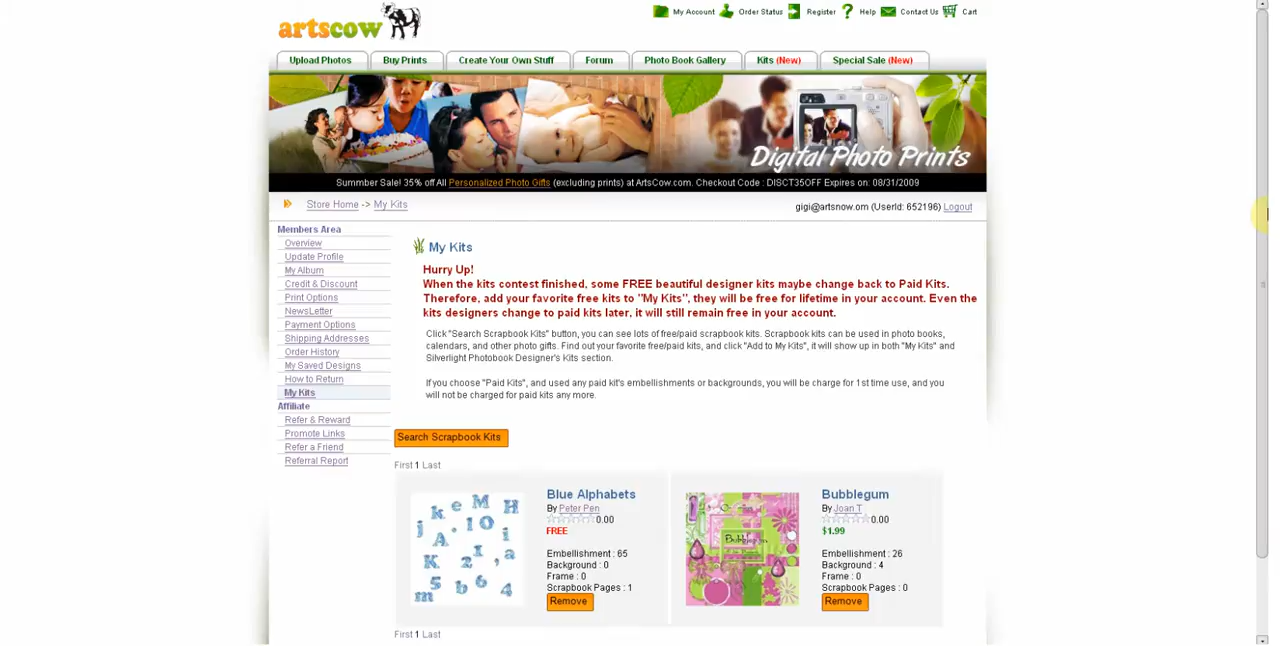 artscow
My Account Order Status Register Help Contact Us Cart
Upload Photos Buy Prints Create Your Own Stuff Forum Photo Book Gallery Kits (New) Special Sale (New)
Digital Photo Prints
Summber Sale! 35% off All Personalized Photo Gifts (excluding prints) at ArtsCow.com. Checkout Code : DISCT35OFF Expires on: 08/31/2009
Store Home -> My Kits
gigi@artsnow.om (UserId: 652196) Logout
Members Area
Overview
Update Profile
My Album
Credit & Discount
Print Options
NewsLetter
Payment Options
Shipping Addresses
Order History
My Saved Designs
How to Return
My Kits
Affiliate
Refer & Reward
Promote Links
Refer a Friend
Referral Report
My Kits
Hurry Up!
When the kits contest finished, some FREE beautiful designer kits maybe change back to Paid Kits.
Therefore, add your favorite free kits to "My Kits", they will be free for lifetime in your account. Even the
kits designers change to paid kits later, it will still remain free in your account.
Click "Search Scrapbook Kits" button, you can see lots of free/paid scrapbook kits. Scrapbook kits can be used in photo books,
calendars, and other photo gifts. Find out your favorite free/paid kits, and click "Add to My Kits", it will show up in both "My Kits" and
Silverlight Photobook Designer's Kits section.
If you choose "Paid Kits", and used any paid kit's embellishments or backgrounds, you will be charge for 1st time use, and you
will not be charged for paid kits any more.
Search Scrapbook Kits
First 1 Last
Blue Alphabets
By Peter Pen
0.00
FREE
Embellishment : 65
Background : 0
Frame : 0
Scrapbook Pages : 1
Remove
Bubblegum
By Joan T
0.00
$1.99
Embellishment : 26
Background : 4
Frame : 0
Scrapbook Pages : 0
Remove
First 1 Last